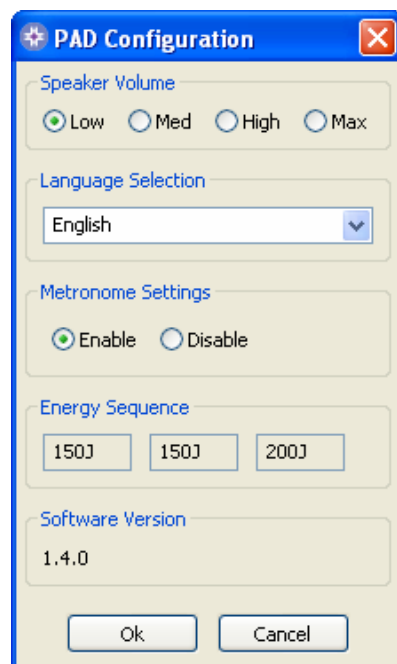 PAD Configuration
Speaker Volume
Low Med High Max
Language Selection
English
Metronome Settings
Enable Disable
Energy Sequence
150J 150J 200J
Software Version
1.4.0
Ok Cancel